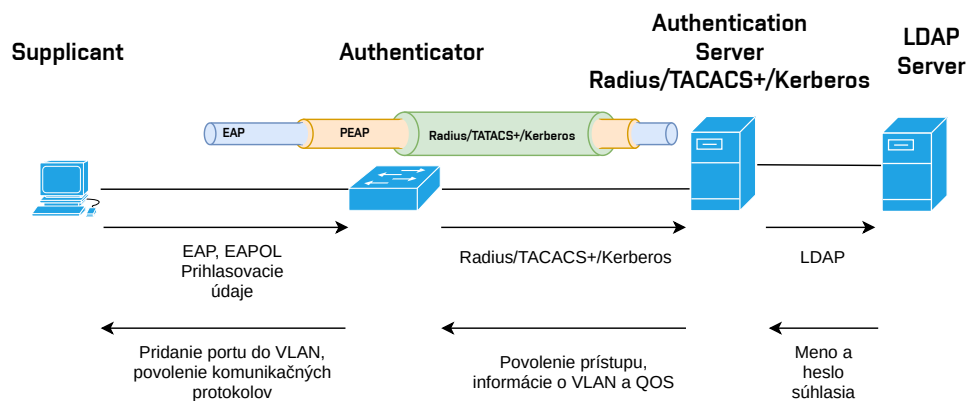 Supplicant
Authenticator
Authentication
Server
Radius/TACACS+/Kerberos
LDAP
Server
EAP
PEAP
Radius/TATACS+/Kerberos
EAP, EAPOL
Prihlasovacie
údaje
Radius/TACACS+/Kerberos
LDAP
Pridanie portu do VLAN,
povolenie komunikačných
protokolov
Povolenie prístupu,
informácie o VLAN a QOS
Meno a
heslo
súhlasia